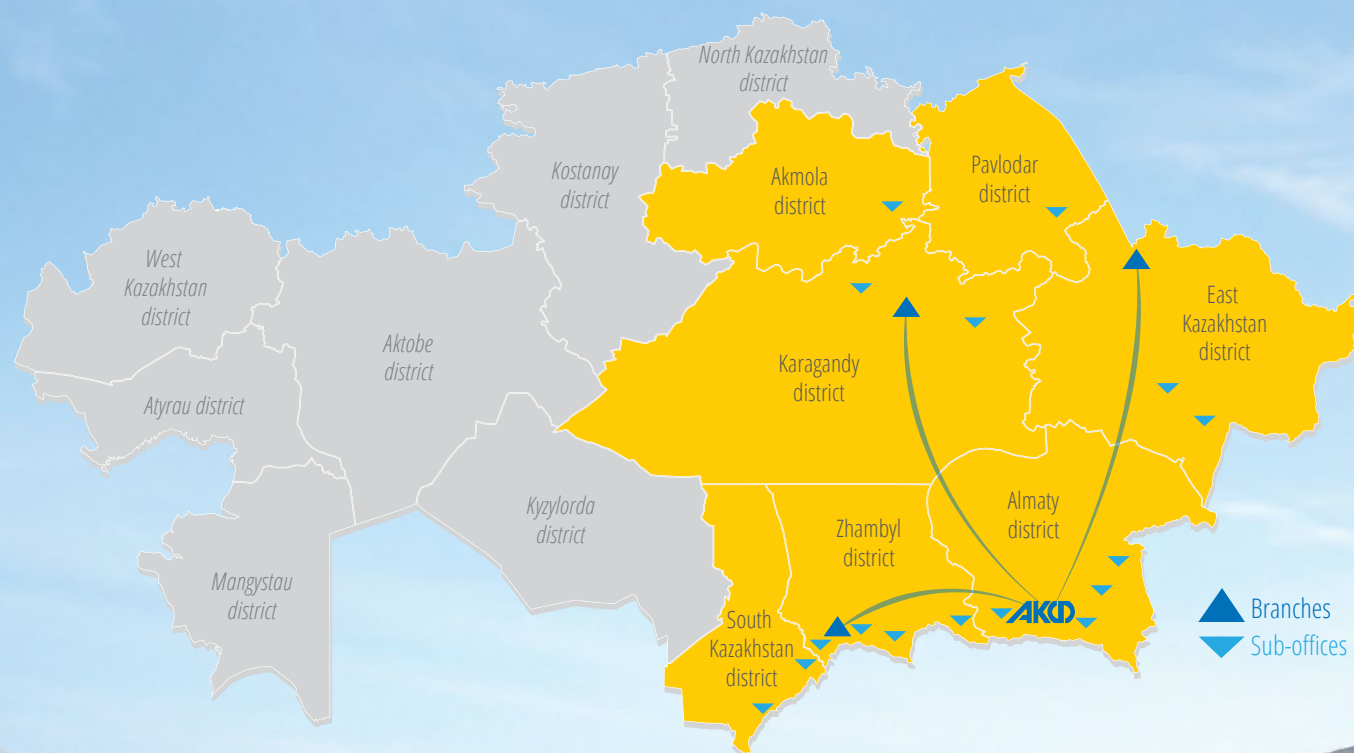 North Kazakhstan
district
Kostanay
district
Akmola
district
Pavlodar
district
West
Kazakhstan
district
Aktobe
district
East
Kazakhstan
district
Karagandy
district
Atyrau district
Kyzylorda
district
Almaty
district
Zhambyl
district
Mangystau
district
South
Kazakhstan
district
Branches
Sub-offices